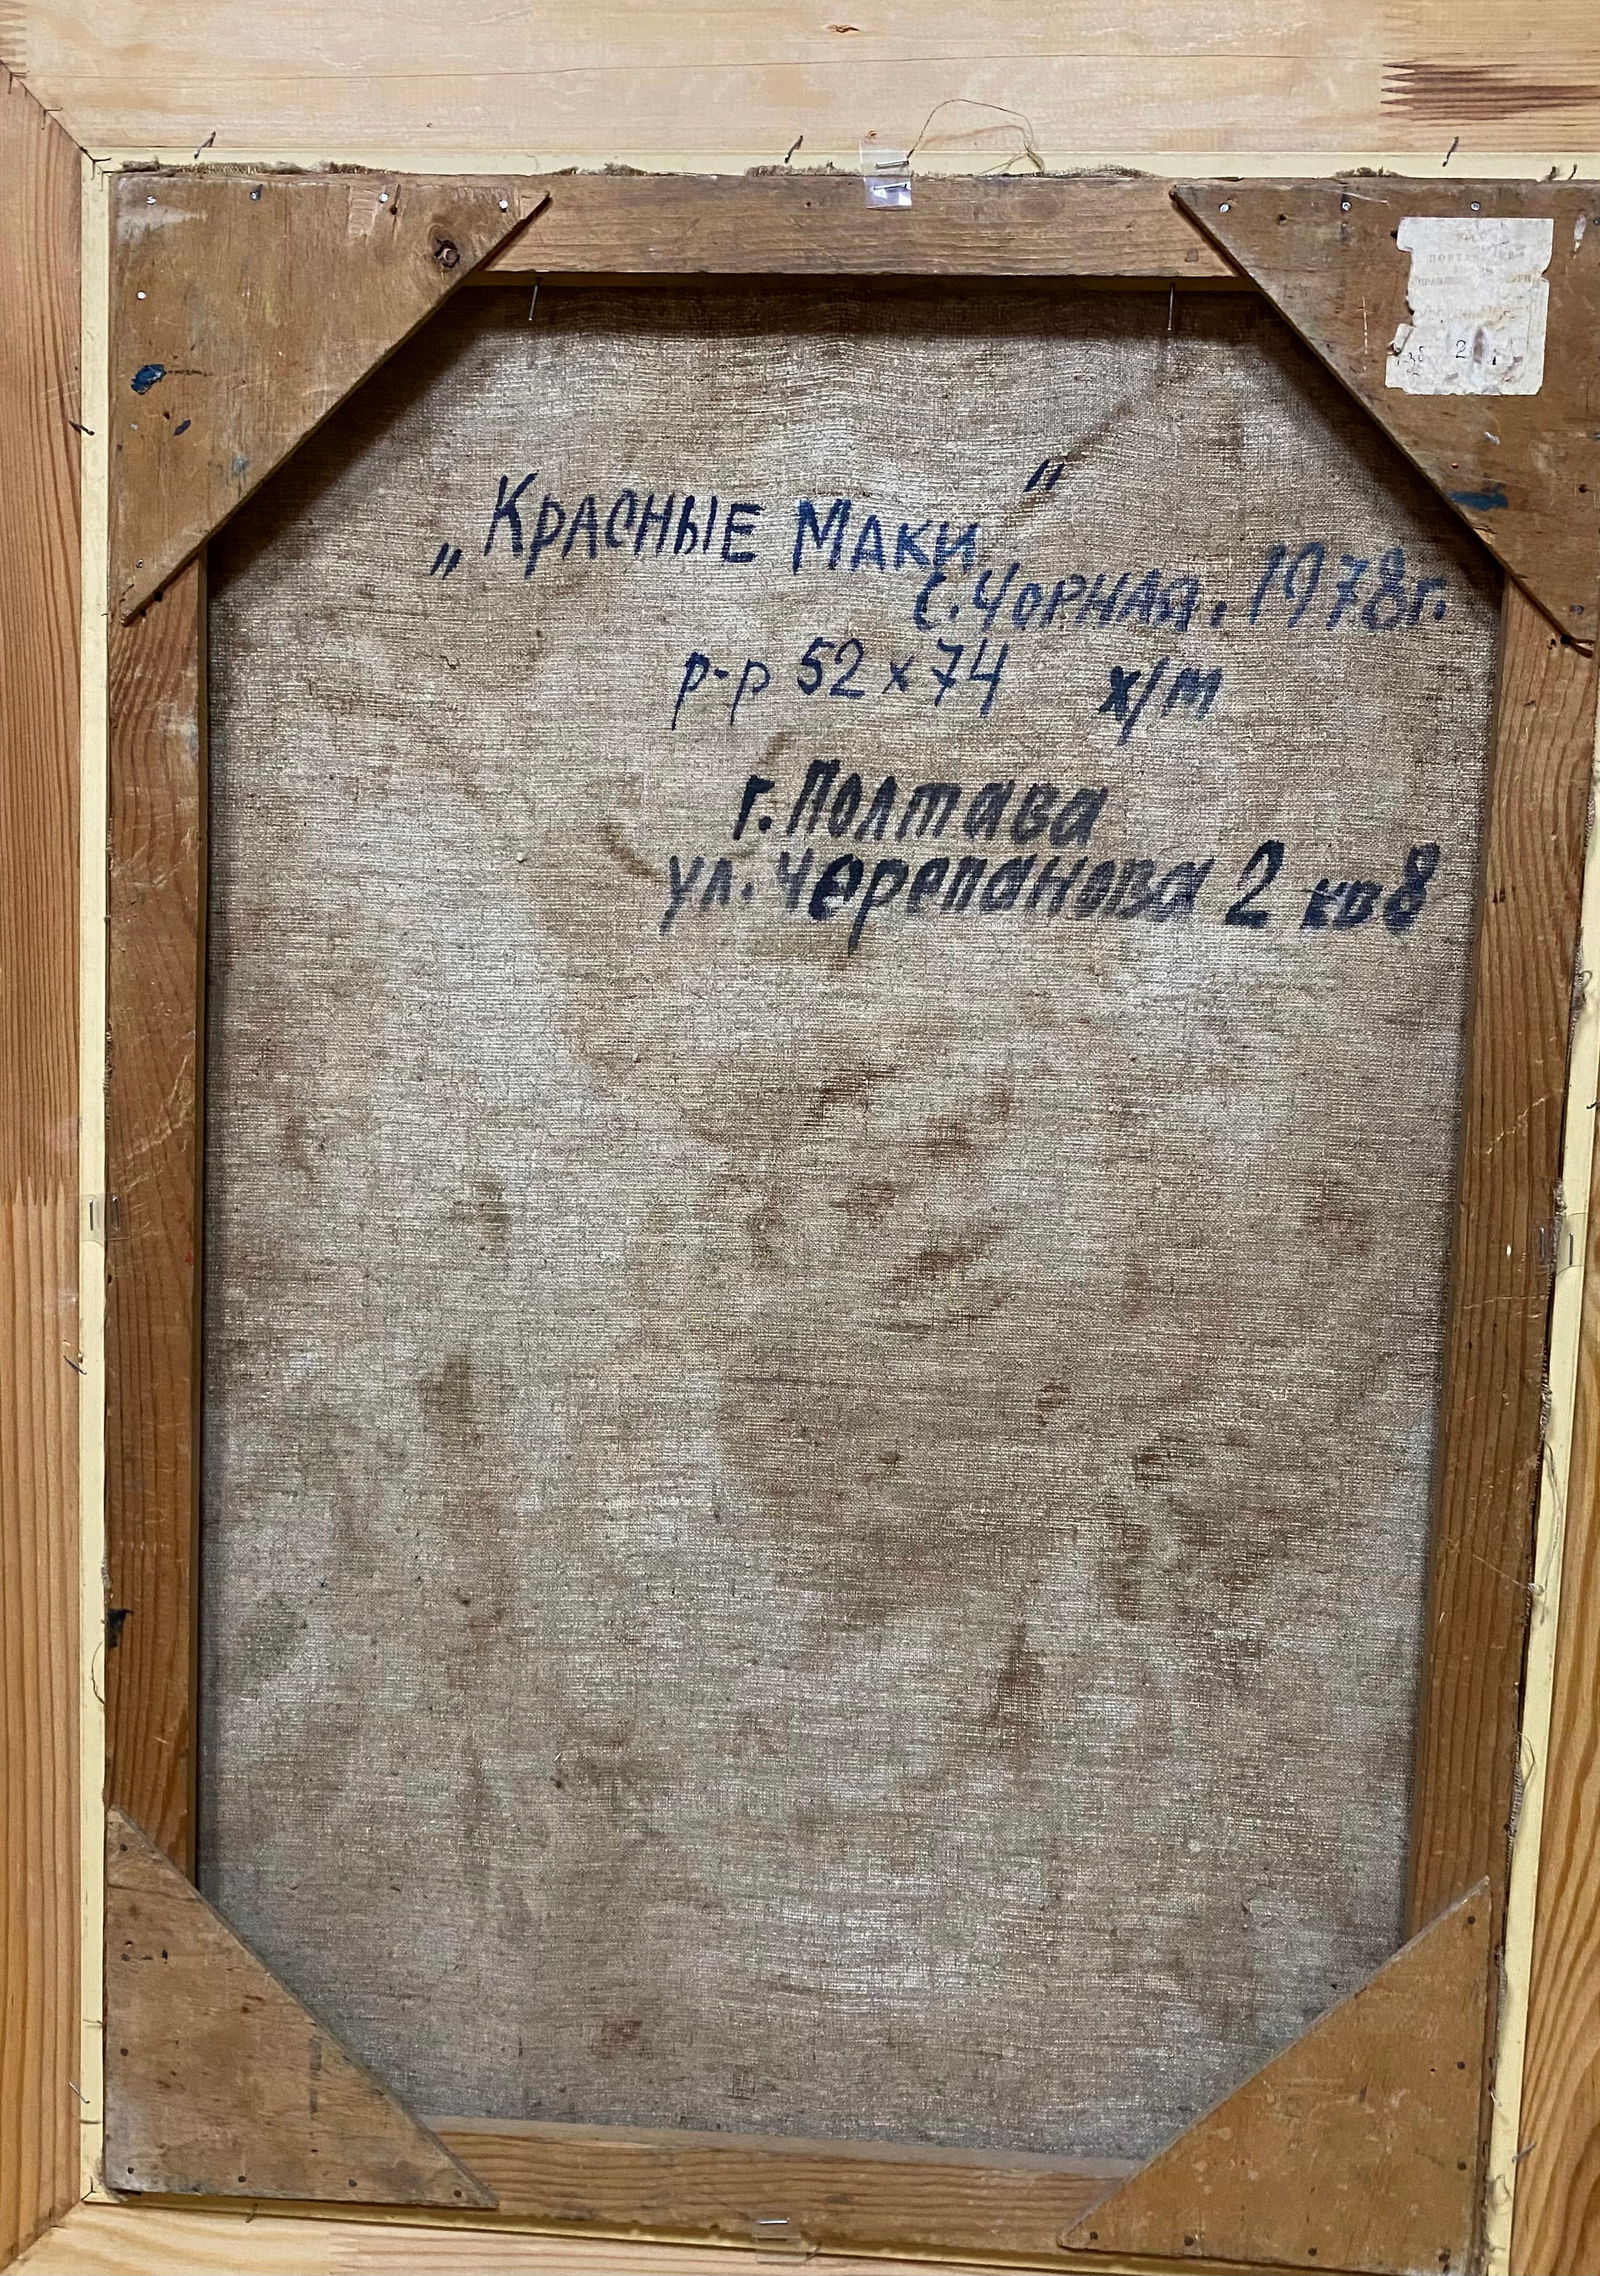 „Красные Маки"
С. Чорная. 1978г.
р-р 52 х 74 х/м
г. Полтава
ул. Черепанова 2 кв 8